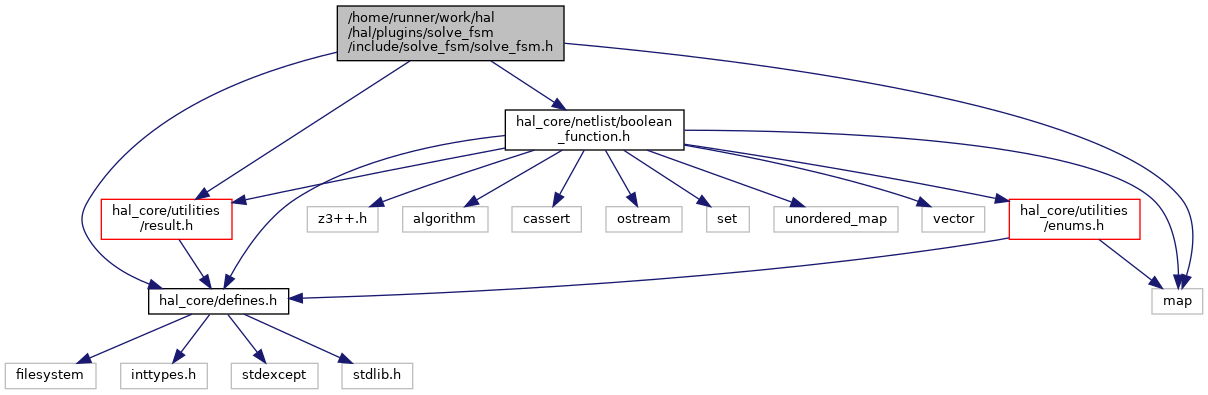 /home/runner/work/hal
/hal/plugins/solve_fsm
/include/solve_fsm/solve_fsm.h
hal_core/netlist/boolean
_function.h
hal_core/utilities
/result.h
z3++.h
algorithm
cassert
ostream
set
unordered_map
vector
hal_core/utilities
/enums.h
hal_core/defines.h
map
filesystem
inttypes.h
stdexcept
stdlib.h